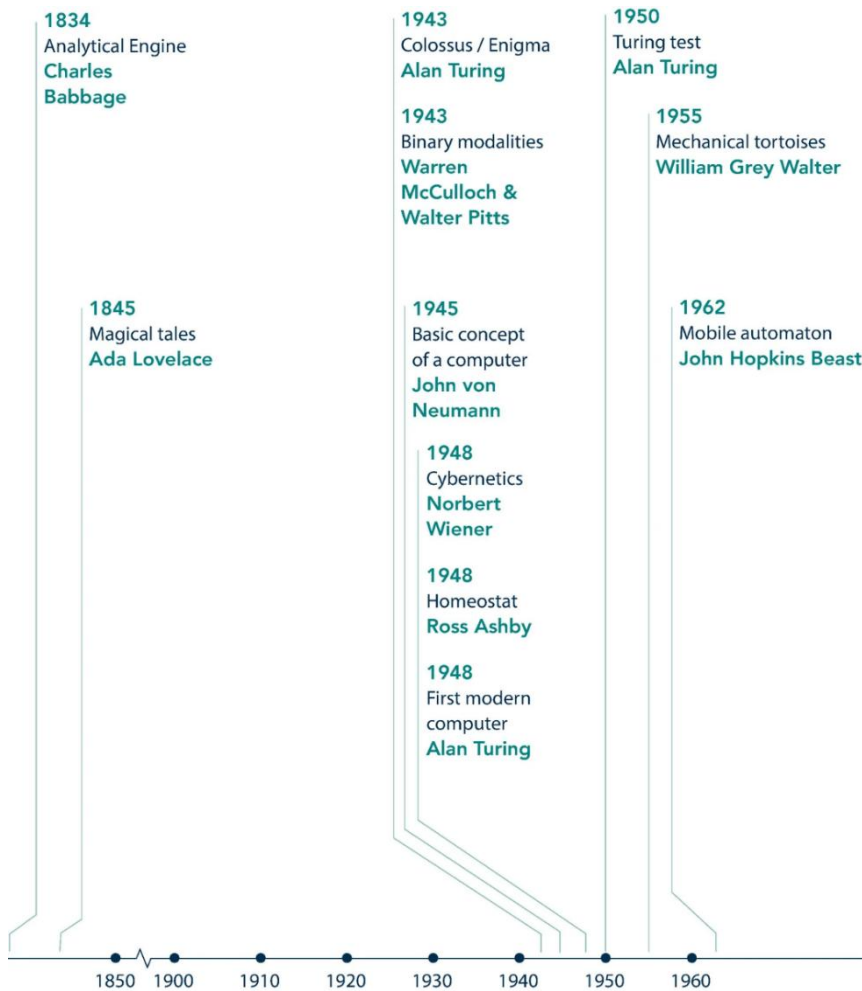 1834
Analytical Engine
Charles
Babbage
1845
Magical tales
Ada Lovelace
1943
Colossus / Enigma
Alan Turing
1943
Binary modalities
Warren
McCulloch &
Walter Pitts
1945
Basic concept
of a computer
John von
Neumann
1948
Cybernetics
Norbert
Wiener
1948
Homeostat
Ross Ashby
1948
First modern
computer
Alan Turing
1950
Turing test
Alan Turing
1955
Mechanical tortoises
William Grey Walter
1962
Mobile automaton
John Hopkins Beast
1850 1900 1910 1920 1930 1940 1950 1960